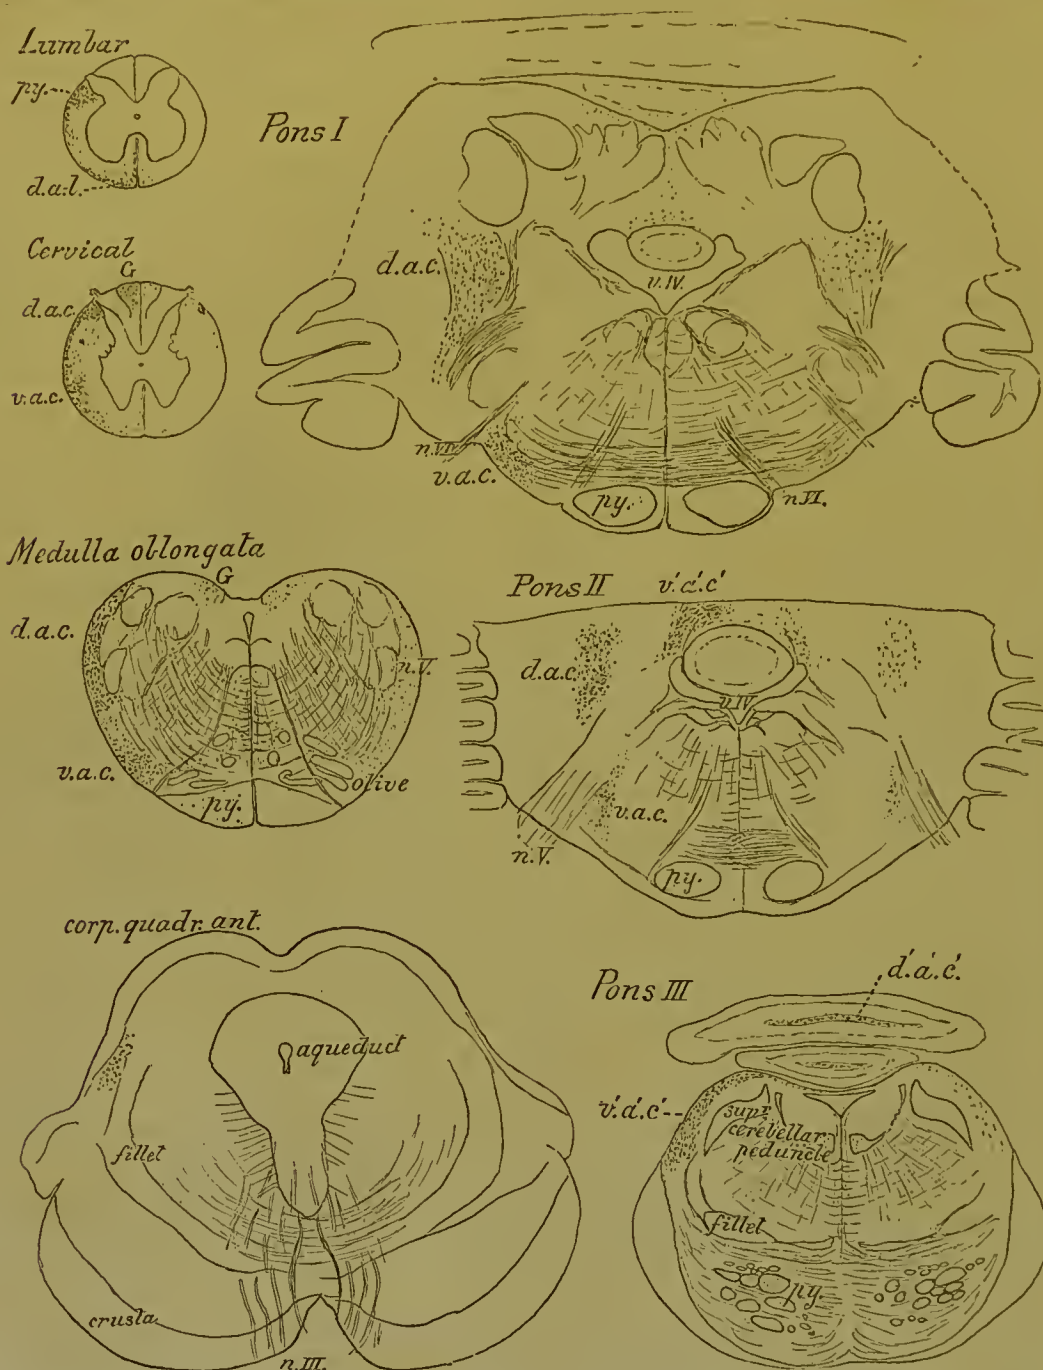 Lumbar
py.
d.a.l.
Pons I
d.a.c.
v.IV.
v.a.c.
py.
n.VI.
Cervical
G
d.a.c.
v.a.c.
Medulla oblongata
G
d.a.c.
n.V.
v.a.c.
olive
py.
Pons II
v'.a'.c'
d.a.c.
v.IV
v.a.c.
n.V.
py.
corp. quadr. ant.
aqueduct
fillet
crusta
n.III.
Pons III
d'.a'.c'.
v'.a'.c'
supr.
cerebellar
peduncle
fillet
py.